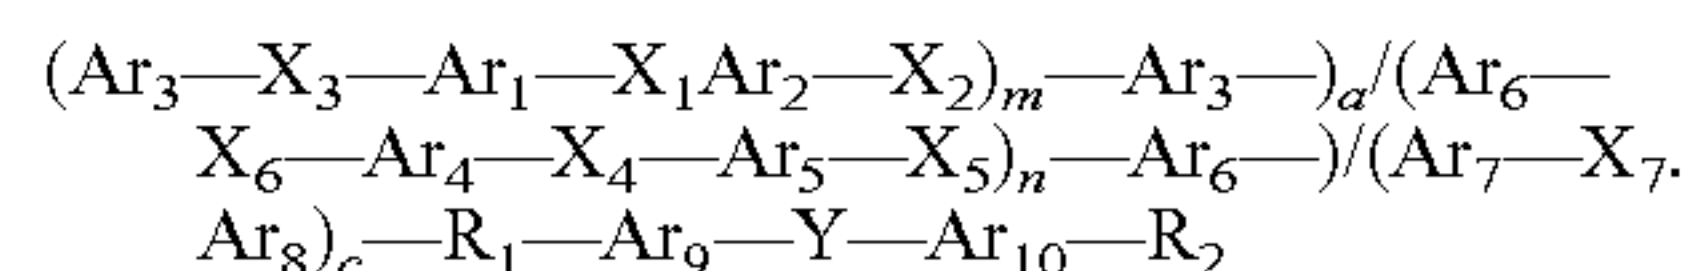 (Ar₃—X₃—Ar₁—X₁Ar₂—X₂)ₘ—Ar₃—)ₐ/(Ar₆—
X₆—Ar₄—X₄—Ar₅—X₅)ₙ—Ar₆—)/(Ar₇—X₇.
Ar₈)c—R₁—Ar₉—Y—Ar₁₀—R₂